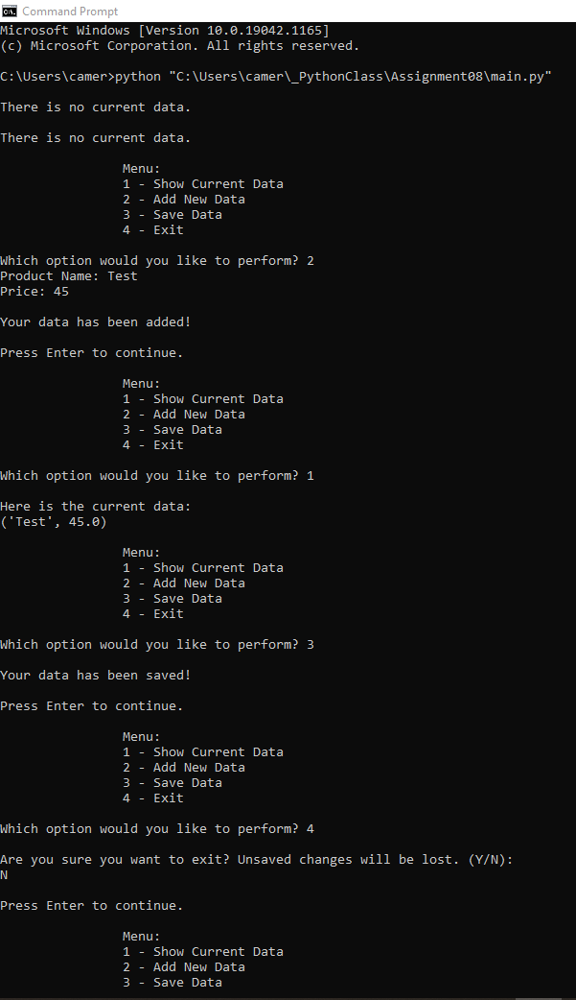 Command Prompt
Microsoft Windows [Version 10.0.19042.1165]
(c) Microsoft Corporation. All rights reserved.
C:\Users\camer>python "C:\Users\camer\_PythonClass\Assignment08\main.py"
There is no current data.
There is no current data.
Menu:
1 - Show Current Data
2 - Add New Data
3 - Save Data
4 - Exit
Which option would you like to perform? 2
Product Name: Test
Price: 45
Your data has been added!
Press Enter to continue.
Menu:
1 - Show Current Data
2 - Add New Data
3 - Save Data
4 - Exit
Which option would you like to perform? 1
Here is the current data:
('Test', 45.0)
Menu:
1 - Show Current Data
2 - Add New Data
3 - Save Data
4 - Exit
Which option would you like to perform? 3
Your data has been saved!
Press Enter to continue.
Menu:
1 - Show Current Data
2 - Add New Data
3 - Save Data
4 - Exit
Which option would you like to perform? 4
Are you sure you want to exit? Unsaved changes will be lost. (Y/N):
N
Press Enter to continue.
Menu:
1 - Show Current Data
2 - Add New Data
3 - Save Data